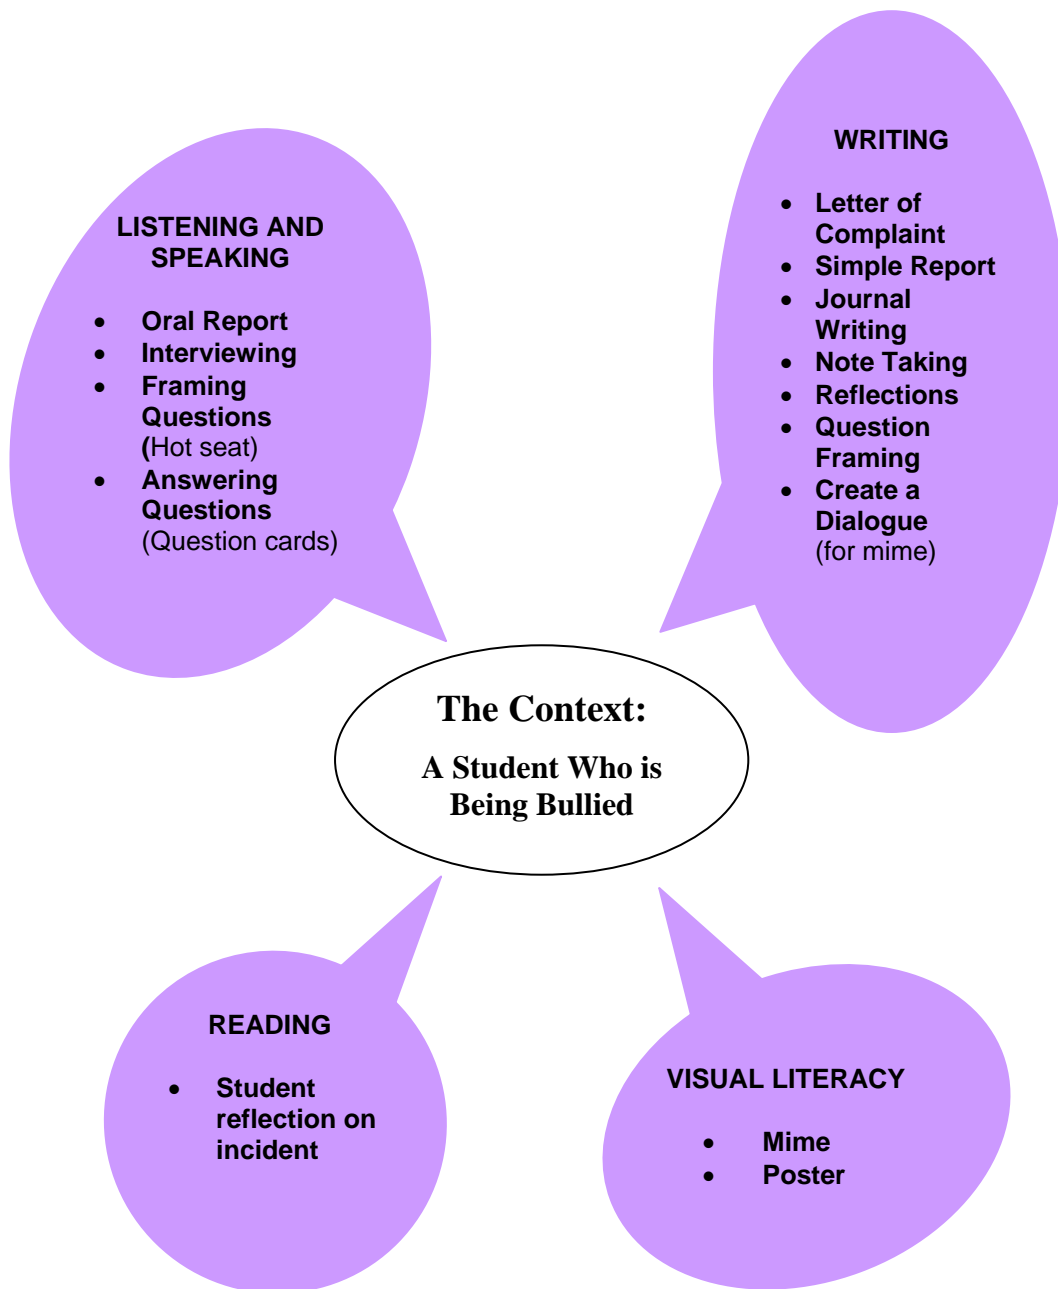 LISTENING AND
SPEAKING
• Oral Report
• Interviewing
• Framing
Questions
(Hot seat)
• Answering
Questions
(Question cards)
WRITING
• Letter of
Complaint
• Simple Report
• Journal
Writing
• Note Taking
• Reflections
• Question
Framing
• Create a
Dialogue
(for mime)
The Context:
A Student Who is
Being Bullied
READING
• Student
reflection on
incident
VISUAL LITERACY
• Mime
• Poster